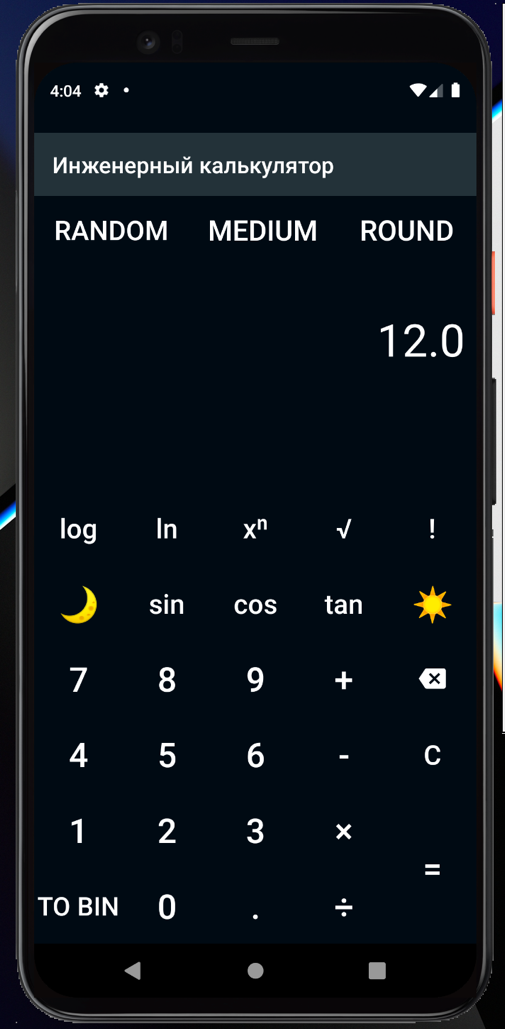 4:04
Инженерный калькулятор
RANDOM MEDIUM ROUND
12.0
log ln xⁿ √ !
sin cos tan
7 8 9 +
4 5 6 - C
1 2 3 ×
=
TO BIN 0 . ÷